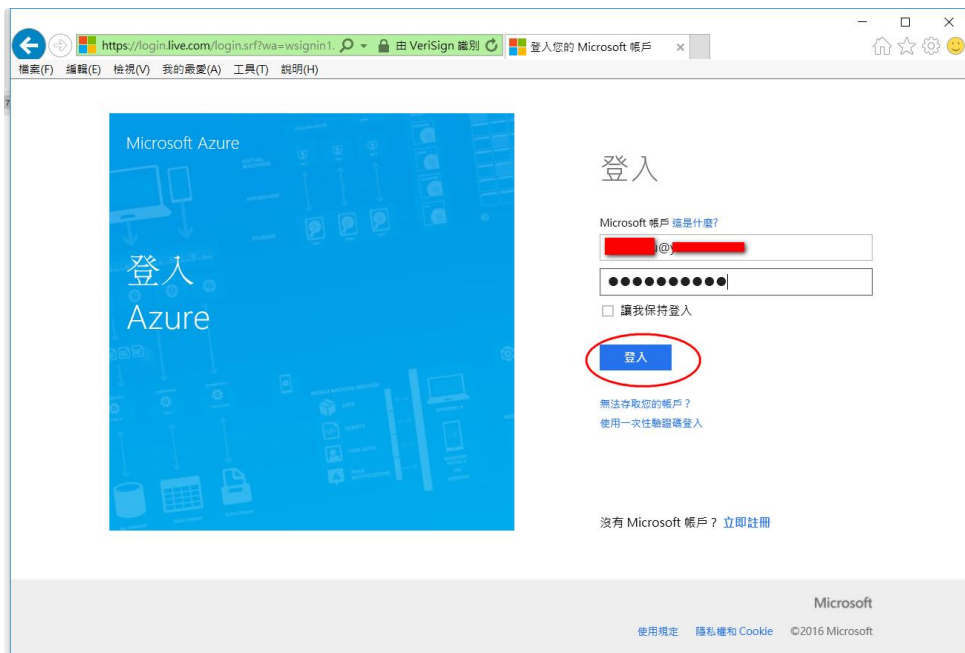 https://login.live.com/login.srf?wa=wsignin1.
由 VeriSign 識別
登入您的 Microsoft 帳戶
檔案(F) 編輯(E) 檢視(V) 我的最愛(A) 工具(T) 說明(H)
Microsoft Azure
登入
Azure
登入
Microsoft 帳戶 這是什麼?
@y
●●●●●●●●●●
讓我保持登入
登入
無法存取您的帳戶?
使用一次性驗證碼登入
沒有 Microsoft 帳戶? 立即註冊
Microsoft
使用規定 隱私權和 Cookie ©2016 Microsoft